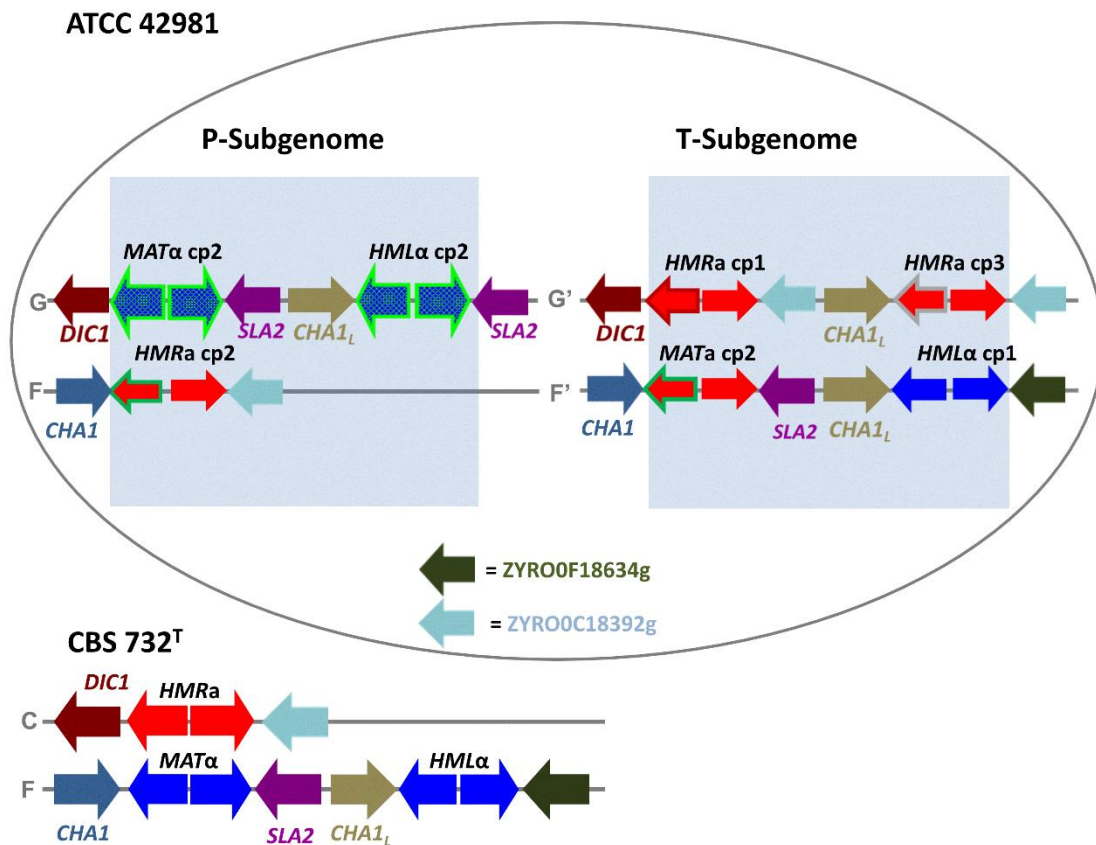 ATCC 42981
P-Subgenome
T-Subgenome
MATα cp2
HMLα cp2
HMRa cp1
HMRa cp3
G
G'
DIC1
SLA2
CHA1L
SLA2
DIC1
CHA1L
HMRa cp2
MATa cp2
HMLα cp1
F
F'
CHA1
CHA1
SLA2
CHA1L
= ZYRO0F18634g
= ZYRO0C18392g
CBS 732T
DIC1
HMRa
C
MATα
HMLα
F
CHA1
SLA2
CHA1L